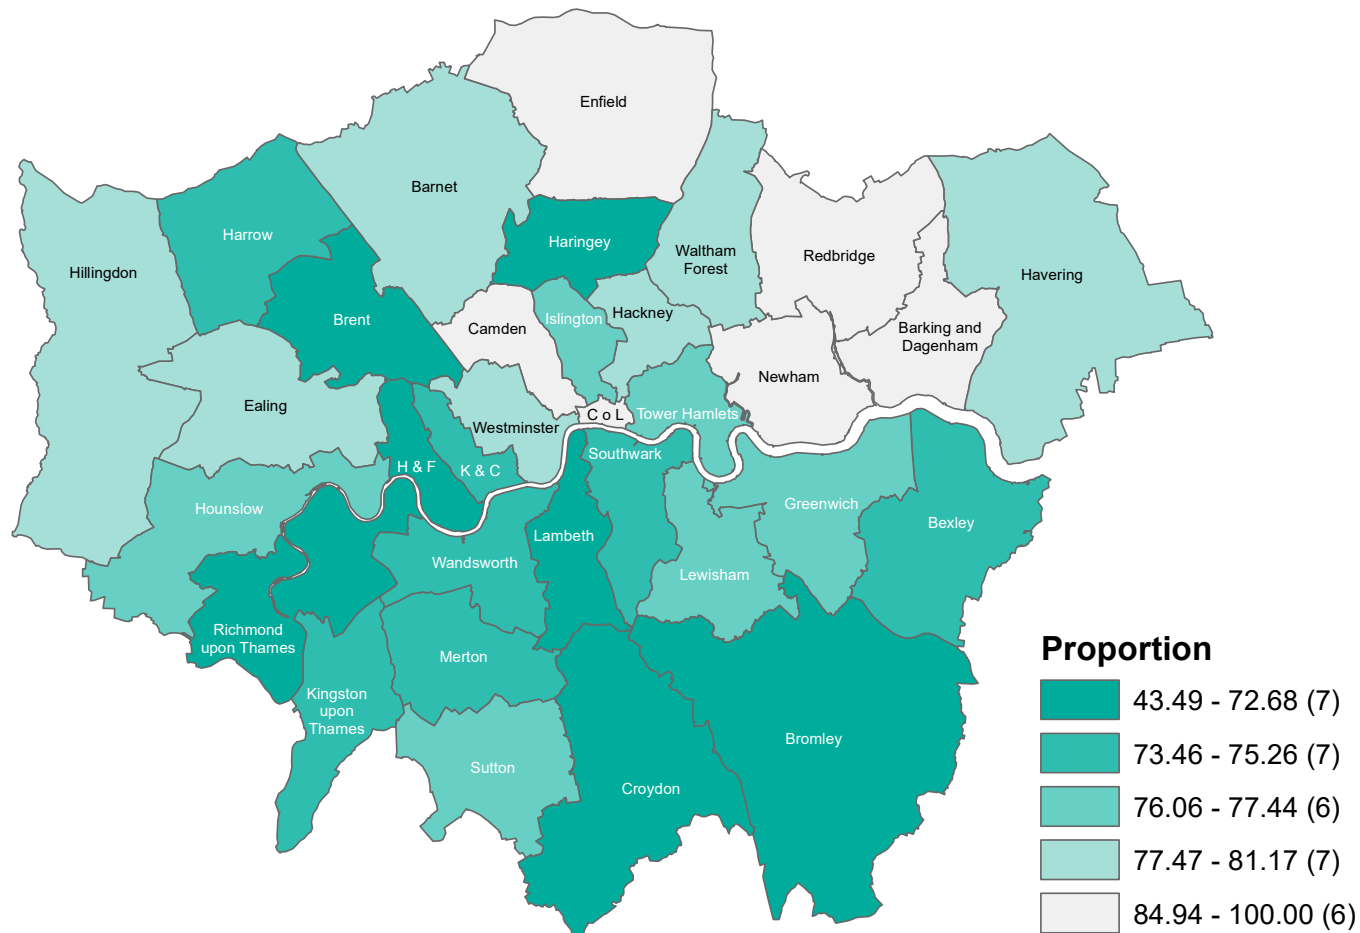 Enfield
Barnet
Harrow
Haringey
Waltham
Forest
Redbridge
Hillingdon
Havering
Brent
Camden
Islington
Hackney
Barking and
Dagenham
Newham
Ealing
Westminster
C o L
Tower Hamlets
H & F
K & C
Southwark
Hounslow
Greenwich
Bexley
Lambeth
Wandsworth
Lewisham
Richmond
upon Thames
Merton
Kingston
upon
Thames
Sutton
Croydon
Bromley
Proportion
43.49 - 72.68 (7)
73.46 - 75.26 (7)
76.06 - 77.44 (6)
77.47 - 81.17 (7)
84.94 - 100.00 (6)